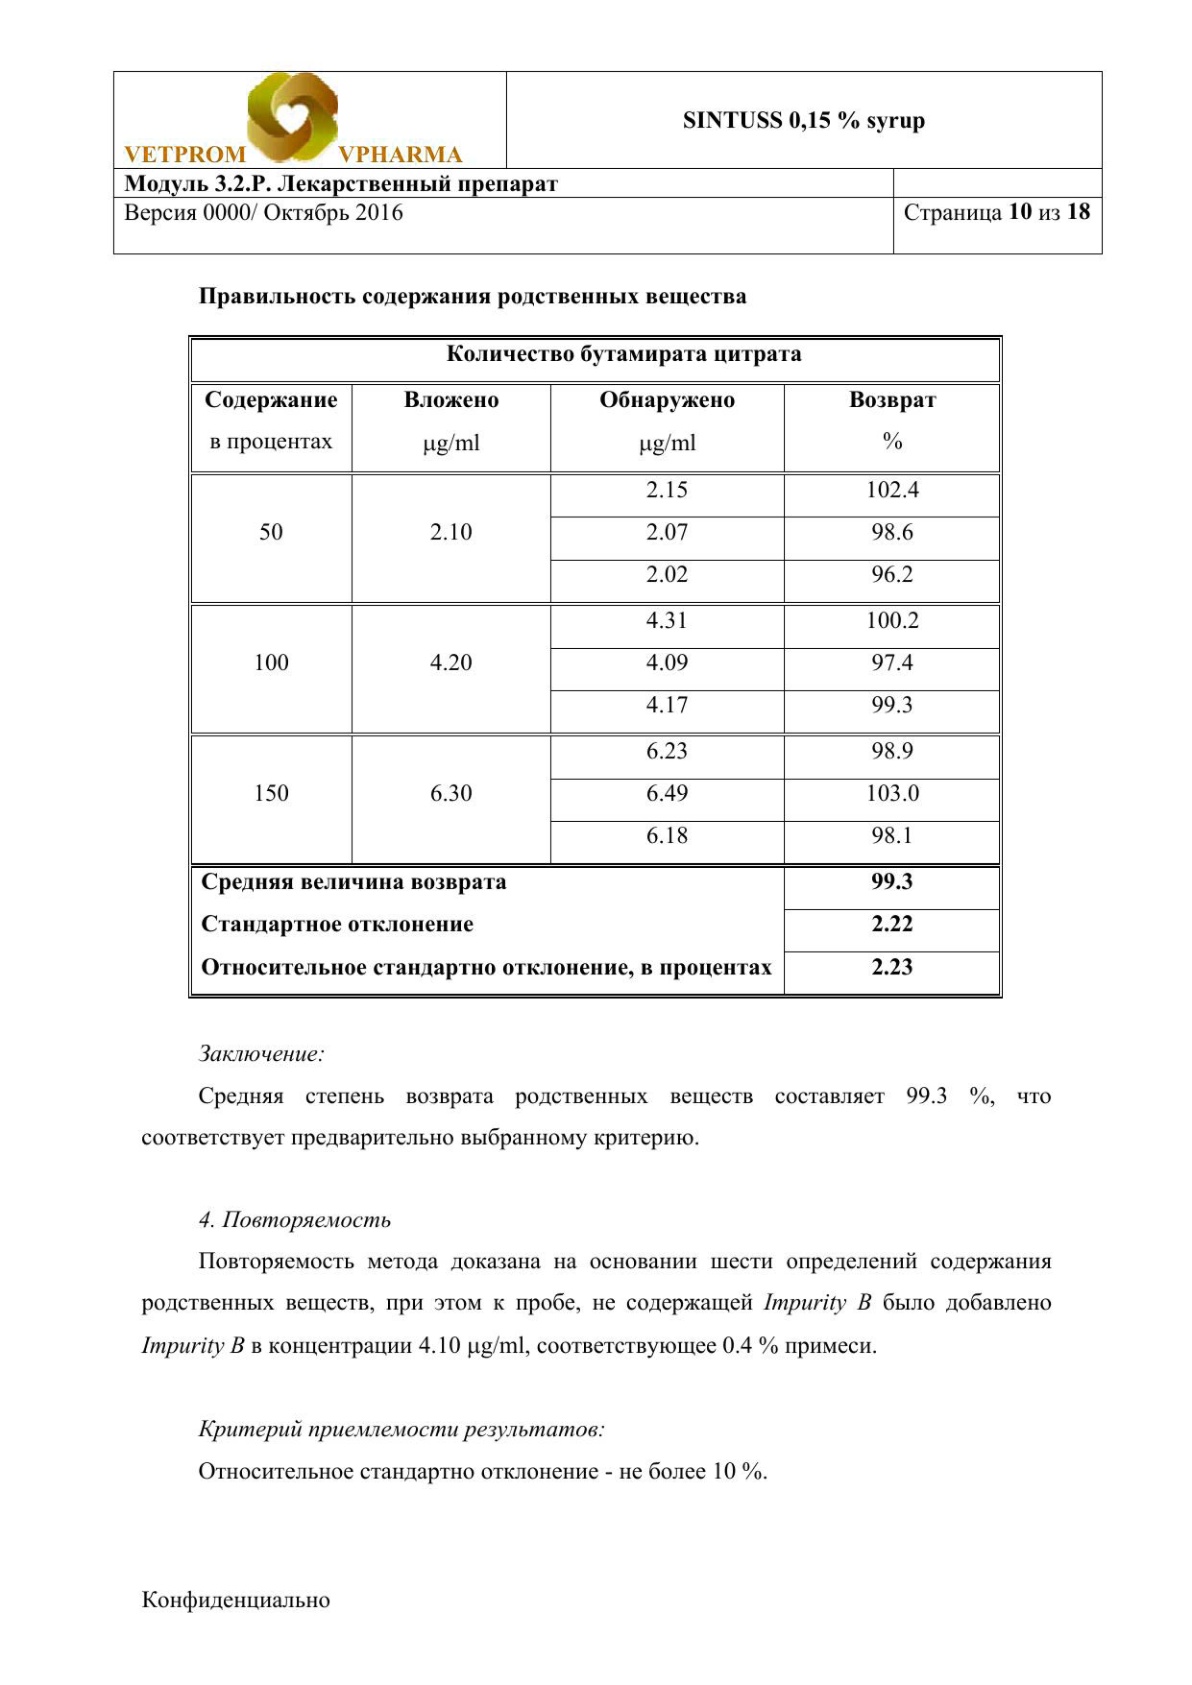 VETPROM VPHARMA
SINTUSS 0,15 % syrup
Модуль 3.2.P. Лекарственный препарат
Версия 0000/ Октябрь 2016
Страница 10 из 18
Правильность содержания родственных вещества
Количество бутамирата цитрата
Содержание Вложено Обнаружено Возврат
в процентах µg/ml µg/ml %
2.15 102.4
50 2.10 2.07 98.6
2.02 96.2
4.31 100.2
100 4.20 4.09 97.4
4.17 99.3
6.23 98.9
150 6.30 6.49 103.0
6.18 98.1
Средняя величина возврата 99.3
Стандартное отклонение 2.22
Относительное стандартно отклонение, в процентах 2.23
Заключение:
Средняя степень возврата родственных веществ составляет 99.3 %, что
соответствует предварительно выбранному критерию.
4. Повторяемость
Повторяемость метода доказана на основании шести определений содержания
родственных веществ, при этом к пробе, не содержащей Impurity B было добавлено
Impurity B в концентрации 4.10 µg/ml, соответствующее 0.4 % примеси.
Критерий приемлемости результатов:
Относительное стандартно отклонение - не более 10 %.
Конфиденциально